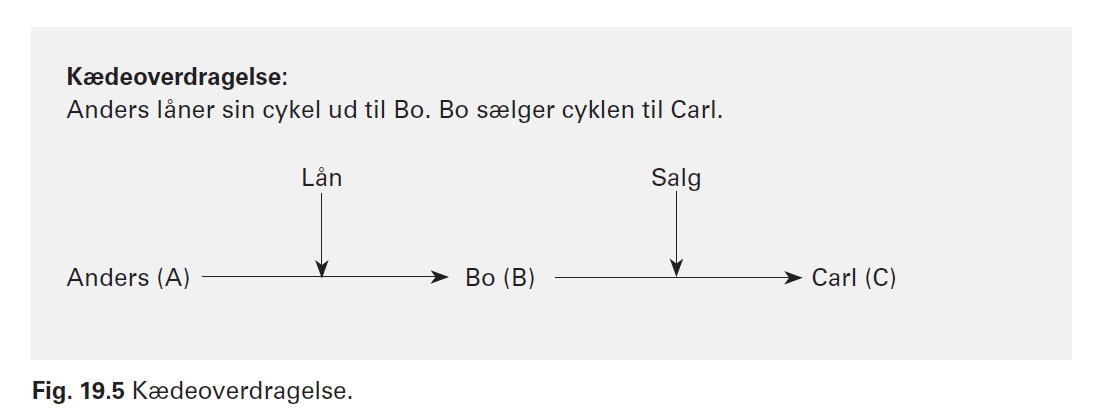 Kædeoverdragelse:
Anders låner sin cykel ud til Bo. Bo sælger cyklen til Carl.
Lån
Salg
Anders (A)
Bo (B)
Carl (C)
Fig. 19.5 Kædeoverdragelse.